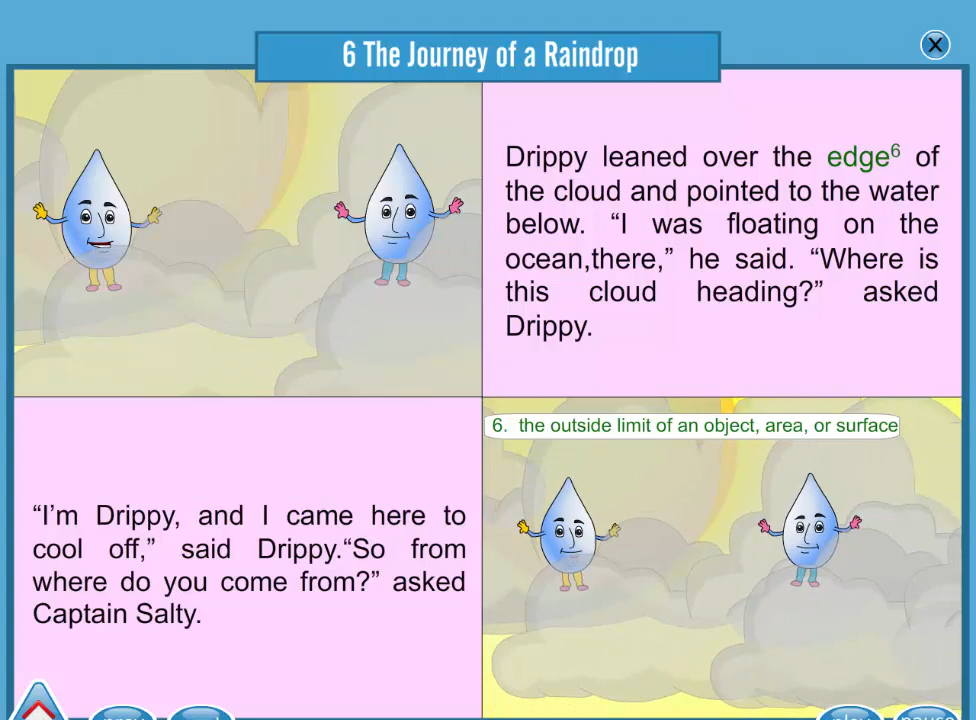 6 The Journey of a Raindrop
X
Drippy leaned over the edge6 of
the cloud and pointed to the water
below. “I was floating on the
ocean,there,” he said. “Where is
this cloud heading?” asked
Drippy.
“I’m Drippy, and I came here to
cool off,” said Drippy.“So from
where do you come from?” asked
Captain Salty.
6. the outside limit of an object, area, or surface